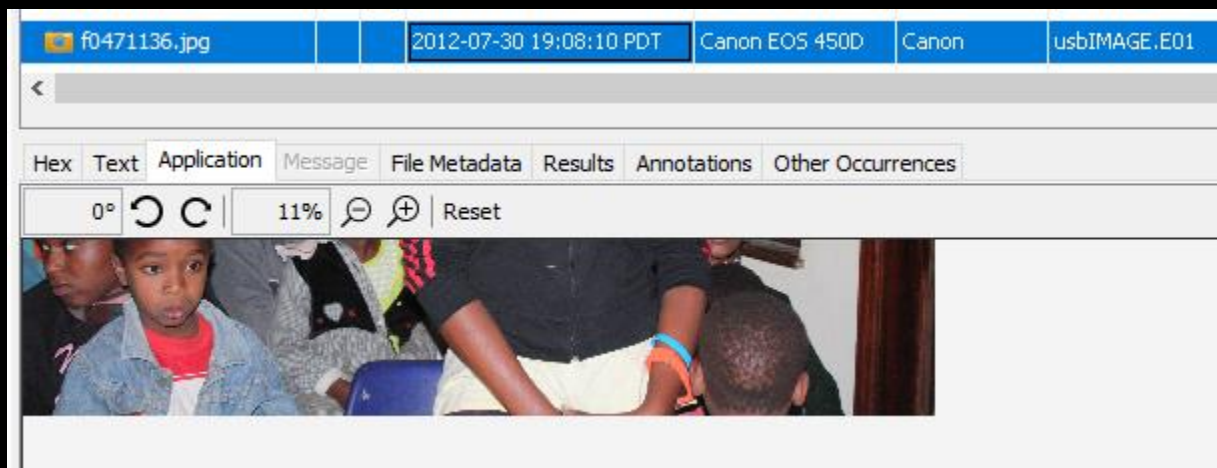 f0471136.jpg 2012-07-30 19:08:10 PDT Canon EOS 450D Canon usbIMAGE.E01
Hex Text Application Message File Metadata Results Annotations Other Occurrences
0° 11% Reset